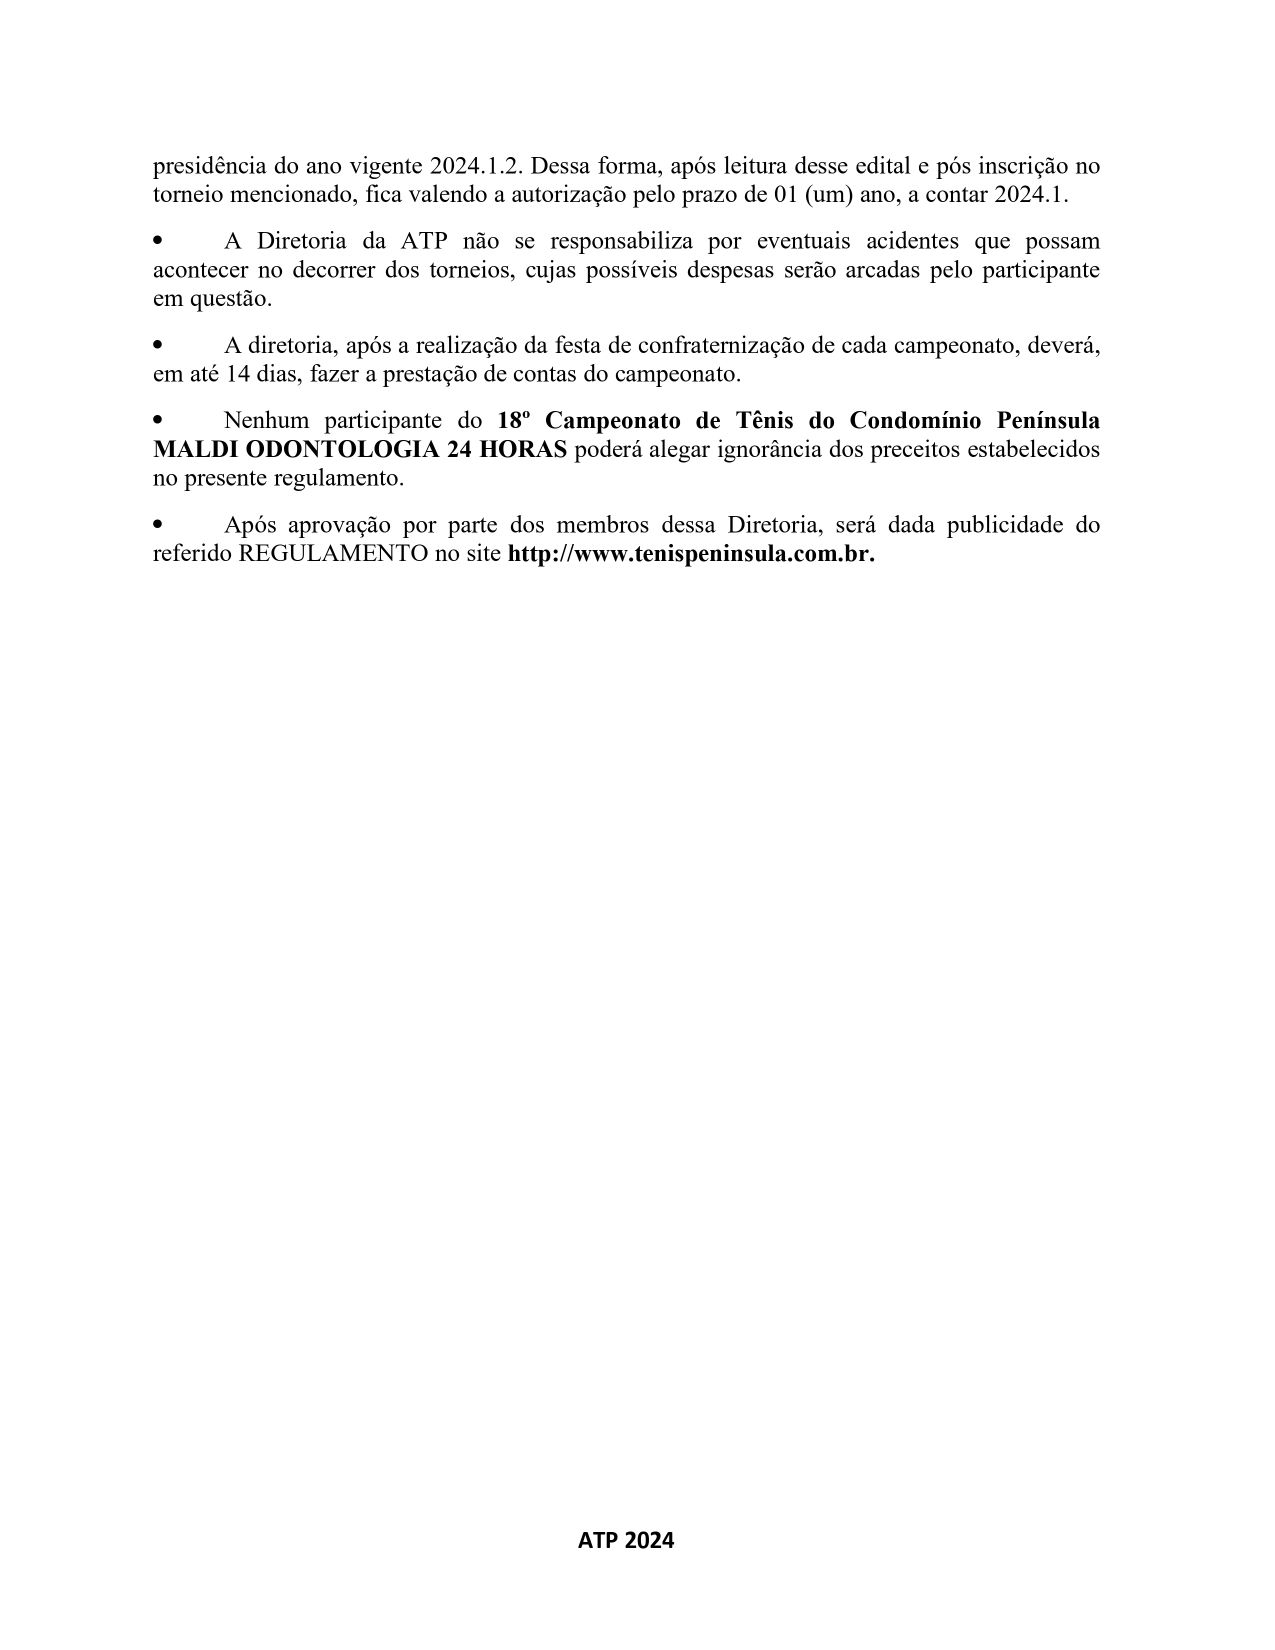 presidência do ano vigente 2024.1.2. Dessa forma, após leitura desse edital e pós inscrição no
torneio mencionado, fica valendo a autorização pelo prazo de 01 (um) ano, a contar 2024.1.
• A Diretoria da ATP não se responsabiliza por eventuais acidentes que possam
acontecer no decorrer dos torneios, cujas possíveis despesas serão arcadas pelo participante
em questão.
• A diretoria, após a realização da festa de confraternização de cada campeonato, deverá,
em até 14 dias, fazer a prestação de contas do campeonato.
• Nenhum participante do 18º Campeonato de Tênis do Condomínio Península
MALDI ODONTOLOGIA 24 HORAS poderá alegar ignorância dos preceitos estabelecidos
no presente regulamento.
• Após aprovação por parte dos membros dessa Diretoria, será dada publicidade do
referido REGULAMENTO no site http://www.tenispeninsula.com.br.
ATP 2024